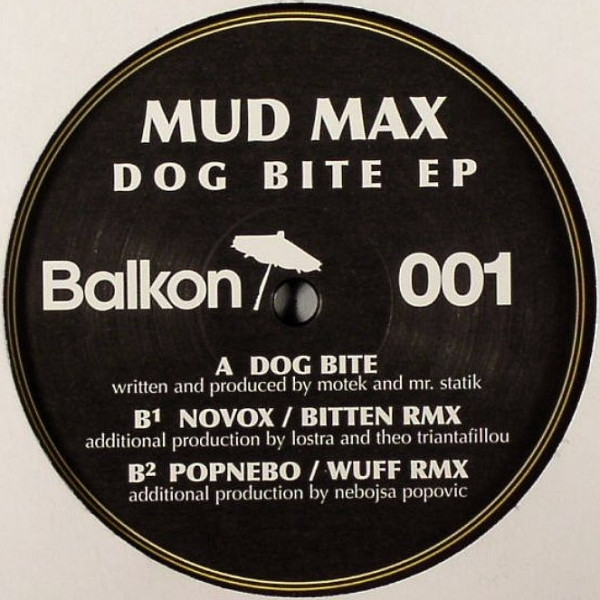 MUD MAX
DOG BITE EP
Balkon 001
A DOG BITE
written and produced by motek and mr. statik
B¹ NOVOX / BITTEN RMX
additional production by lostra and theo triantafillou
B² POPNEBO / WUFF RMX
additional production by nebojsa popovic